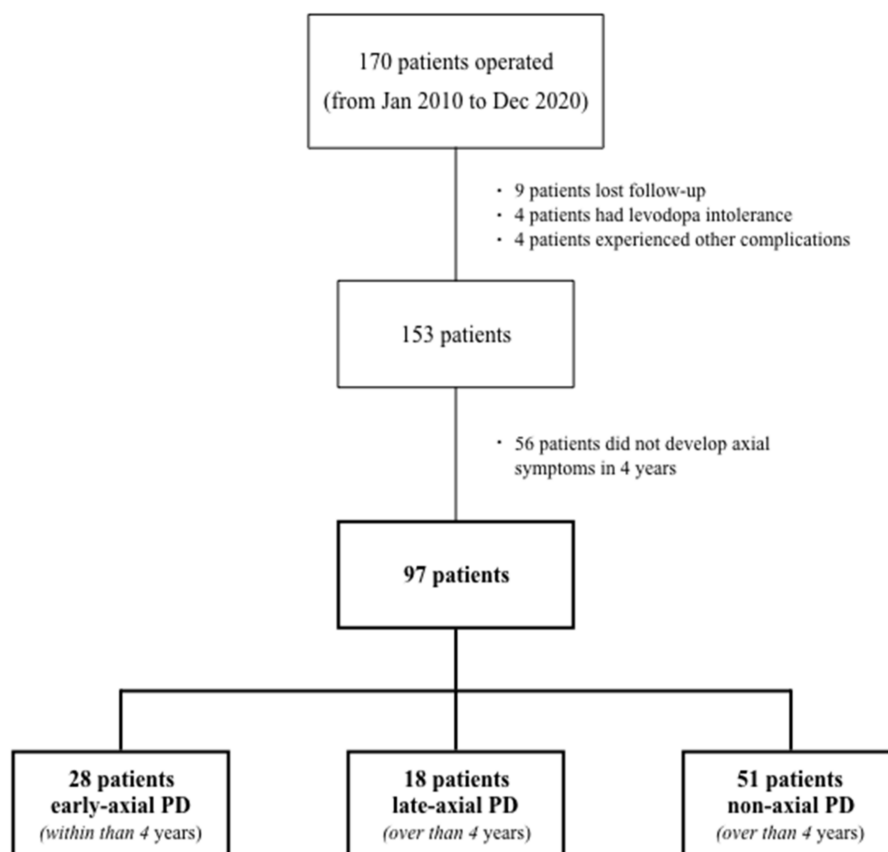 170 patients operated
(from Jan 2010 to Dec 2020)
· 9 patients lost follow-up
· 4 patients had levodopa intolerance
· 4 patients experienced other complications
153 patients
· 56 patients did not develop axial
symptoms in 4 years
97 patients
28 patients
early-axial PD
(within than 4 years)
18 patients
late-axial PD
(over than 4 years)
51 patients
non-axial PD
(over than 4 years)